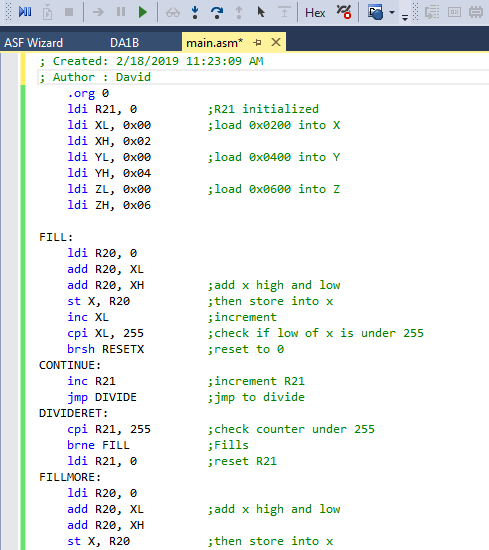 Hex
ASF Wizard DA1B main.asm*
; Created: 2/18/2019 11:23:09 AM
; Author : David
.org 0
ldi R21, 0 ;R21 initialized
ldi XL, 0x00 ;load 0x0200 into X
ldi XH, 0x02
ldi YL, 0x00 ;load 0x0400 into Y
ldi YH, 0x04
ldi ZL, 0x00 ;load 0x0600 into Z
ldi ZH, 0x06
FILL:
ldi R20, 0
add R20, XL
add R20, XH ;add x high and low
st X, R20 ;then store into x
inc XL ;increment
cpi XL, 255 ;check if low of x is under 255
brsh RESETX ;reset to 0
CONTINUE:
inc R21 ;increment R21
jmp DIVIDE ;jmp to divide
DIVIDERET:
cpi R21, 255 ;check counter under 255
brne FILL ;Fills
ldi R21, 0 ;reset R21
FILLMORE:
ldi R20, 0
add R20, XL ;add x high and low
add R20, XH
st X, R20 ;then store into x